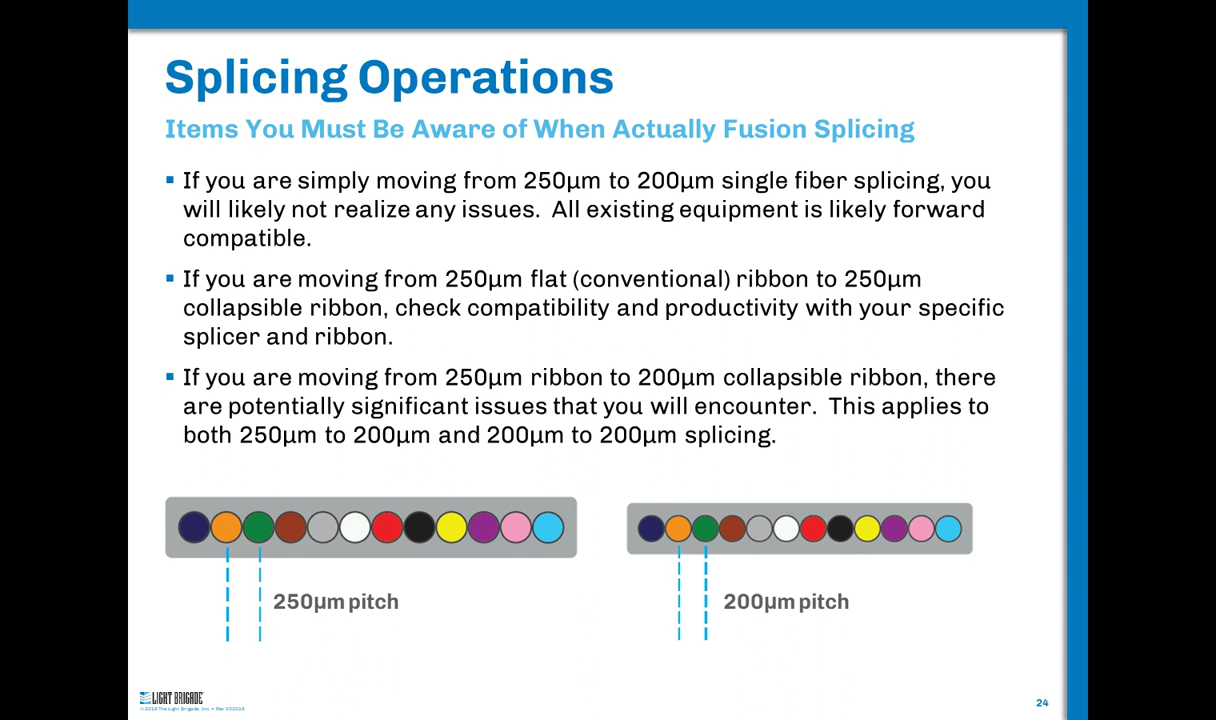 Splicing Operations
Items You Must Be Aware of When Actually Fusion Splicing
▪ If you are simply moving from 250µm to 200µm single fiber splicing, you
will likely not realize any issues.  All existing equipment is likely forward
compatible.
▪ If you are moving from 250µm flat (conventional) ribbon to 250µm
collapsible ribbon, check compatibility and productivity with your specific
splicer and ribbon.
▪ If you are moving from 250µm ribbon to 200µm collapsible ribbon, there
are potentially significant issues that you will encounter.  This applies to
both 250µm to 200µm and 200µm to 200µm splicing.
250µm pitch
200µm pitch
LIGHT BRIGADE
24